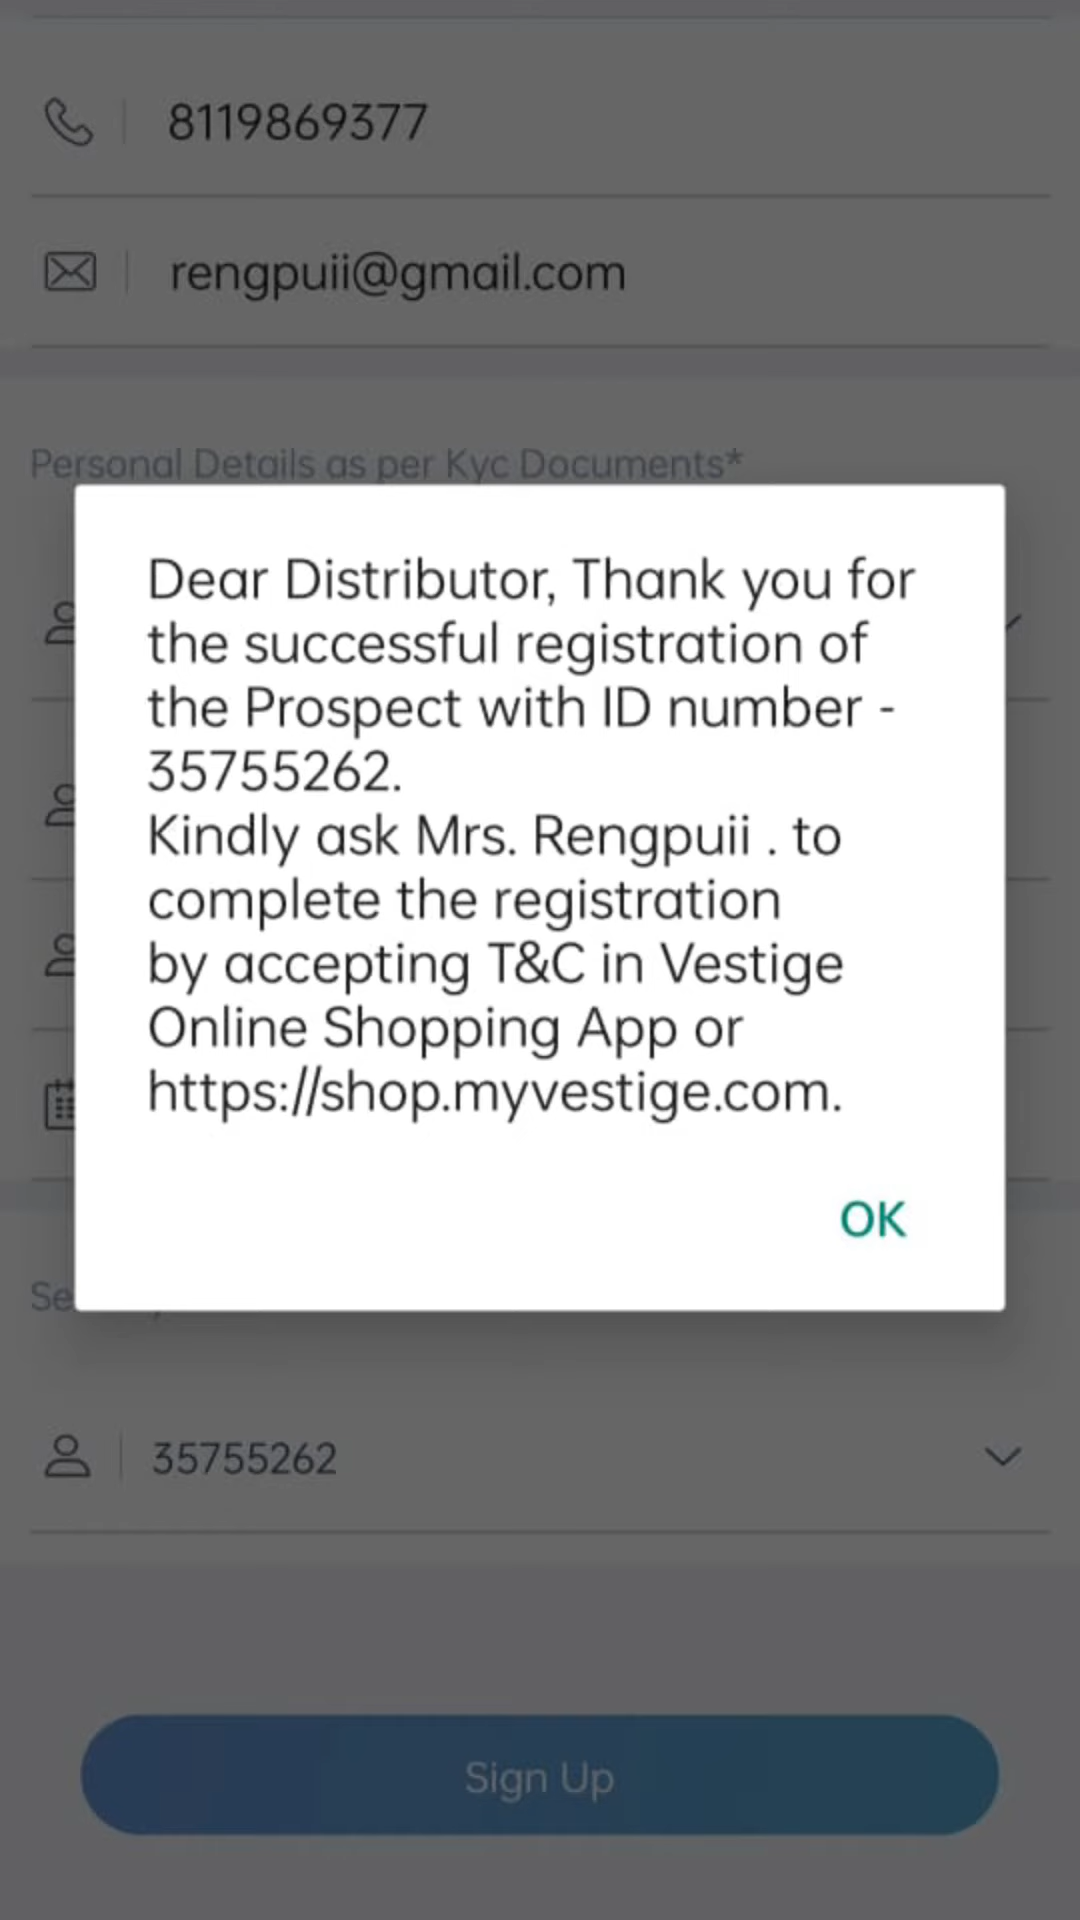 8119869377
rengpuii@gmail.com
Personal Details as per Kyc Documents*
Dear Distributor, Thank you for
the successful registration of
the Prospect with ID number -
35755262.
Kindly ask Mrs. Rengpuii . to
complete the registration
by accepting T&C in Vestige
Online Shopping App or
https://shop.myvestige.com.
OK
35755262
Sign Up